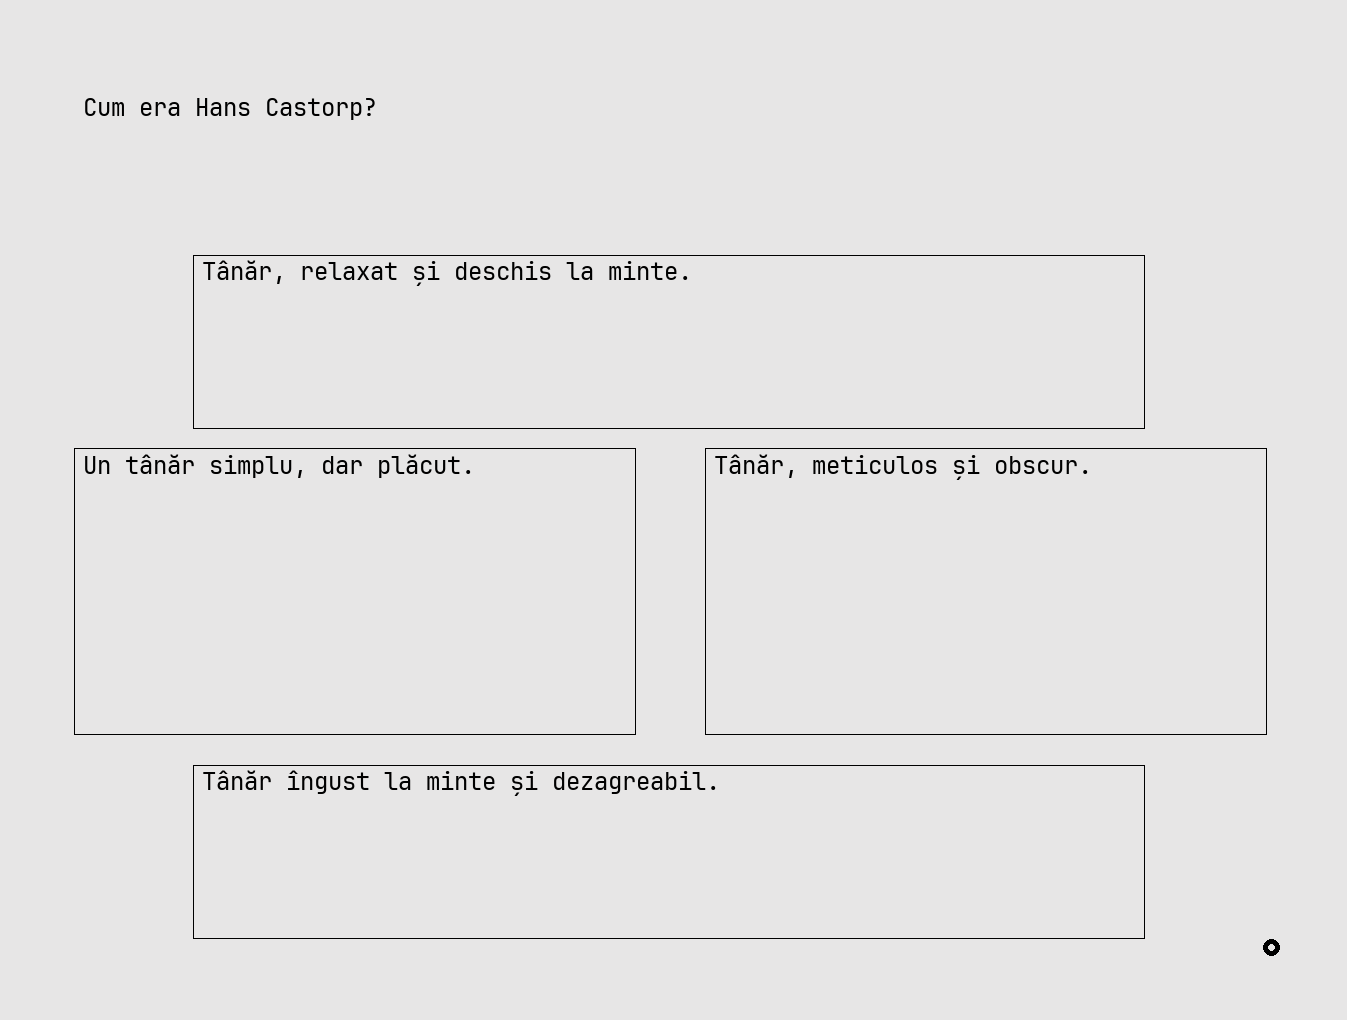 Cum era Hans Castorp?
Tânăr, relaxat și deschis la minte.
Un tânăr simplu, dar plăcut.
Tânăr, meticulos și obscur.
Tânăr îngust la minte și dezagreabil.